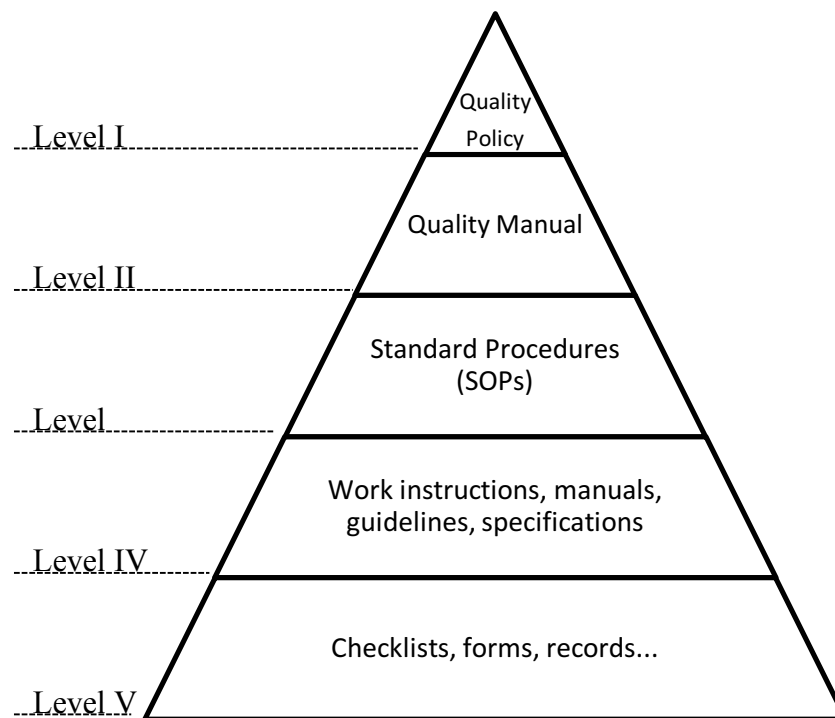 Quality
Policy
Level I
Quality Manual
Level II
Standard Procedures
(SOPs)
Level
Work instructions, manuals,
guidelines, specifications
Level IV
Checklists, forms, records...
Level V